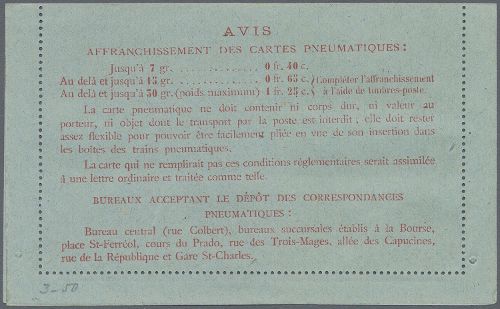 AVIS
AFFRANCHISSEMENT DES CARTES PNEUMATIQUES :
Jusqu'à 7 gr. . . . . . . . . . . . . . . 0 fr. 40 c.
Au delà et jusqu'à 15 gr. . . . . . . . . . . . 0 fr. 65 c. } Compléter l'affranchissement
Au delà et jusqu'à 30 gr. (poids maximum) 1 fr. 25 c. } à l'aide de timbres-poste.
La carte pneumatique ne doit contenir ni corps dur, ni valeur au
porteur, ni objet dont le transport par la poste est interdit ; elle doit rester
assez flexible pour pouvoir être facilement pliée en vue de son insertion dans
les boîtes des trains pneumatiques.
La carte qui ne remplirait pas ces conditions réglementaires serait assimilée
à une lettre ordinaire et traitée comme telle.
BUREAUX ACCEPTANT LE DÉPÔT DES CORRESPONDANCES
PNEUMATIQUES :
Bureau central (rue Colbert), bureaux succursales établis à la Bourse,
place St-Ferréol, cours du Prado, rue des Trois-Mages, allée des Capucines,
rue de la République et Gare St-Charles.
3-50